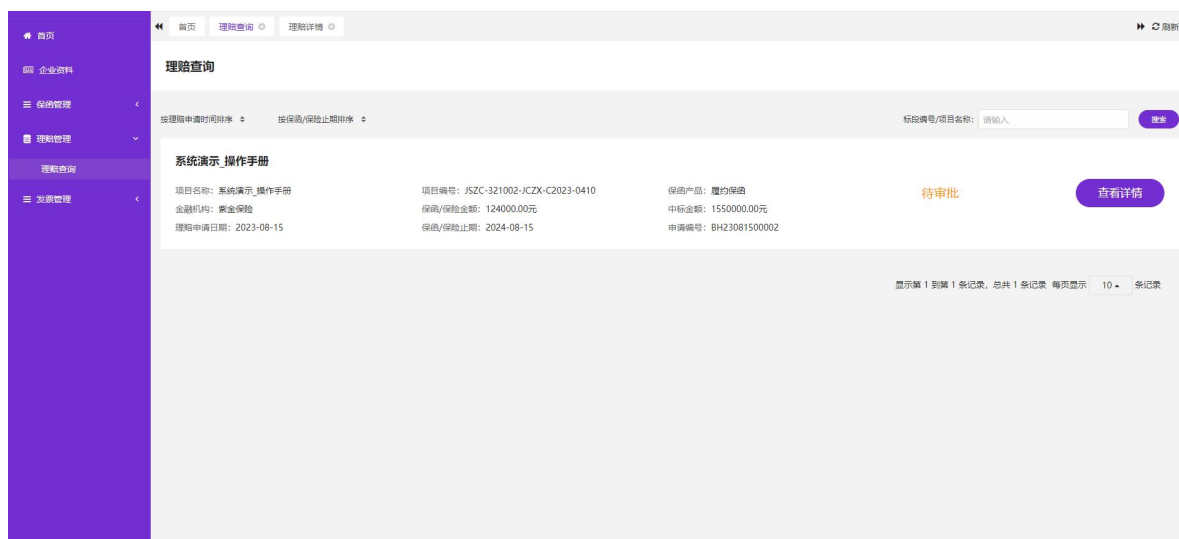 首页
企业资料
保函管理
理赔管理
理赔查询
发票管理
首页 理赔查询 理赔详情 刷新
理赔查询
按理赔申请时间排序 按保函/保险止期排序 标段编号/项目名称: 请输入 搜索
系统演示_操作手册
项目名称: 系统演示_操作手册 项目编号: JSZC-321002-JCZX-C2023-0410 保函产品: 履约保函 待审批 查看详情
金融机构: 紫金保险 保函/保险金额: 124000.00元 中标金额: 1550000.00元
理赔申请日期: 2023-08-15 保函/保险止期: 2024-08-15 申请编号: BH23081500002
显示第 1 到第 1 条记录, 总共 1 条记录 每页显示 10 条记录